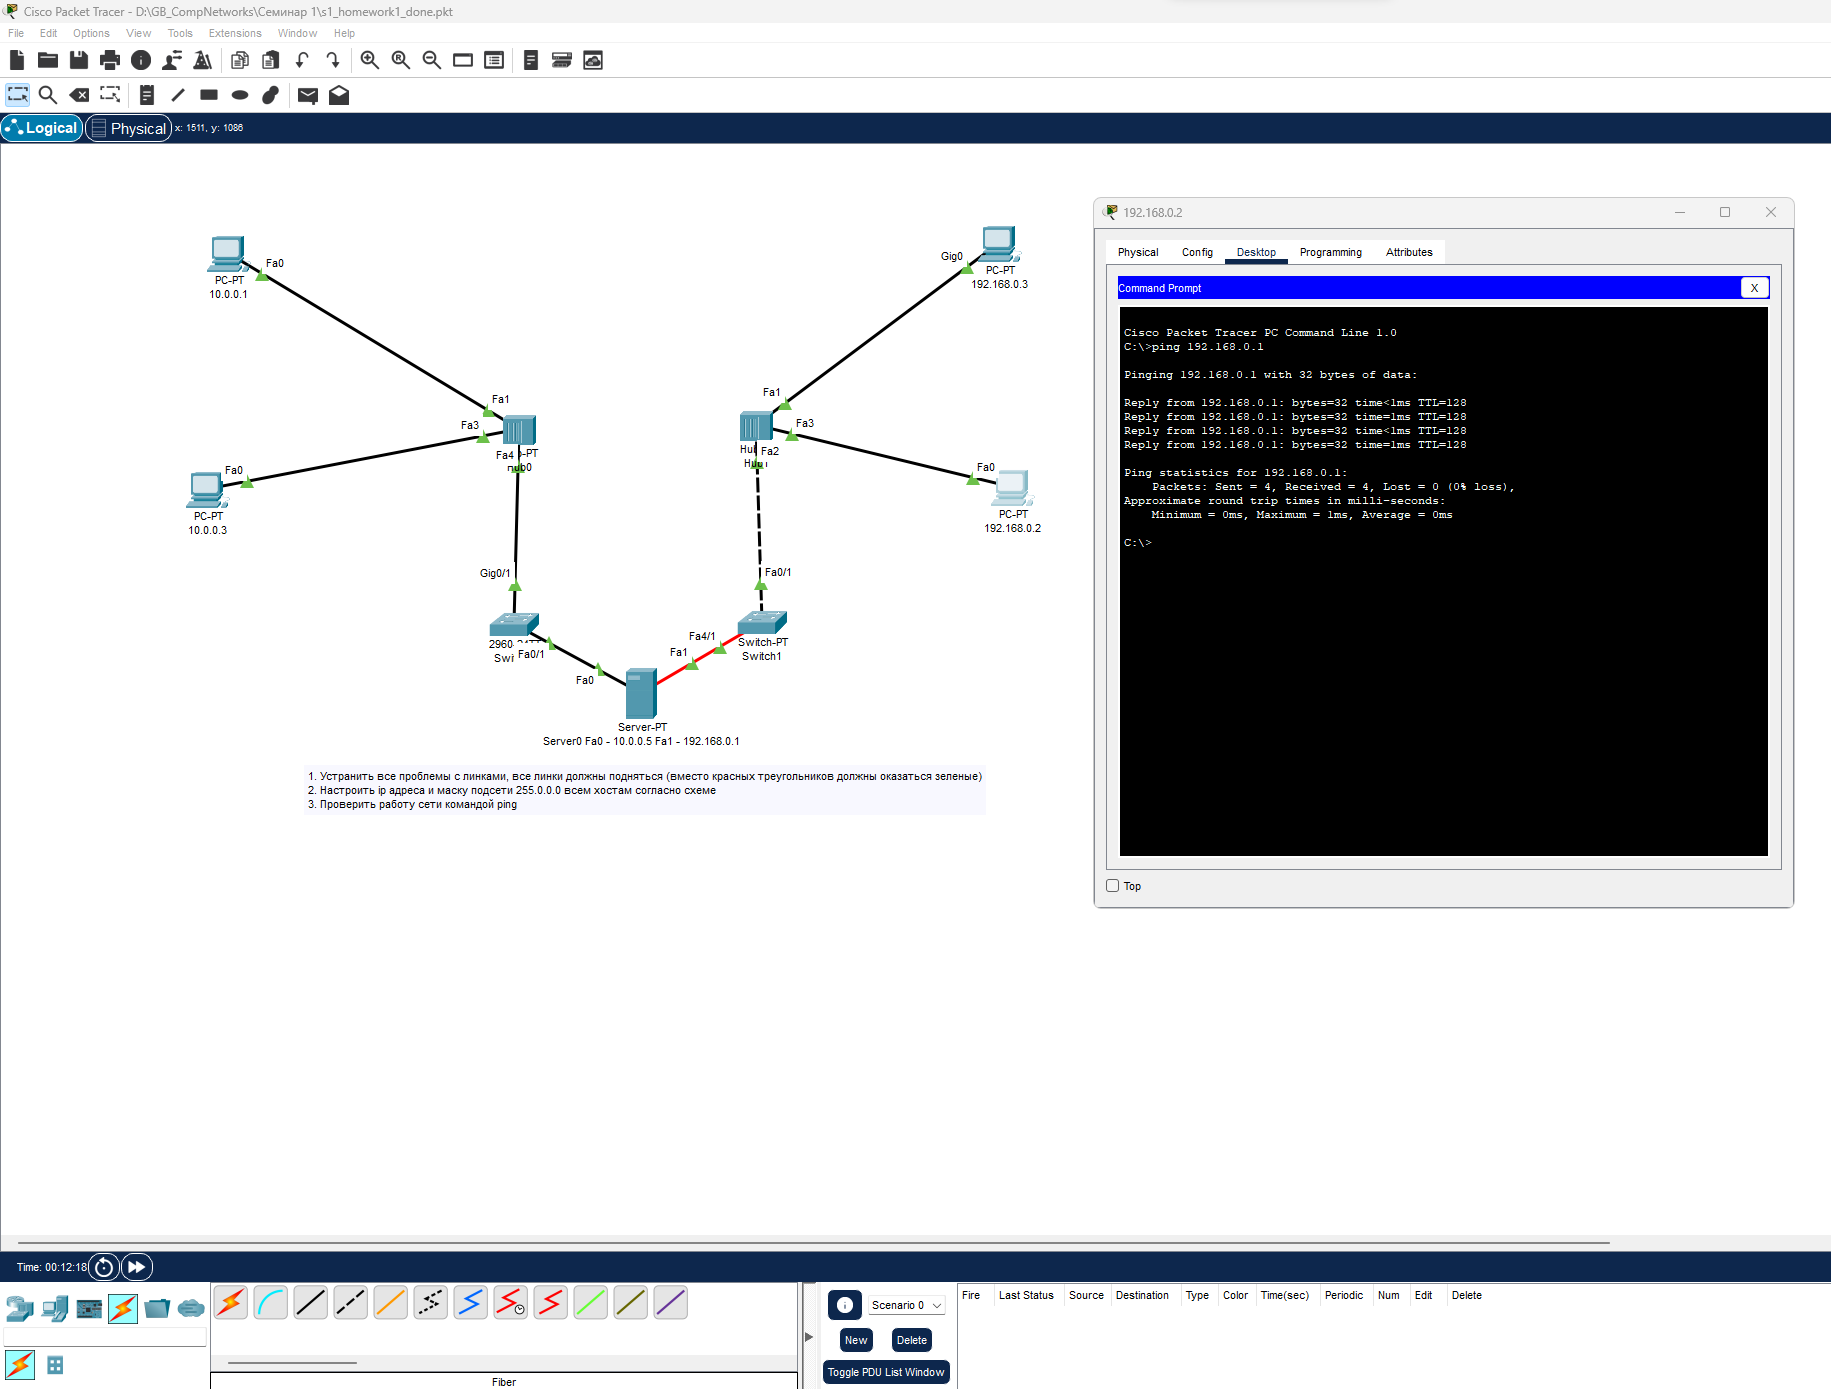 Cisco Packet Tracer - D:\GB_CompNetworks\Семинар 1\s1_homework1_done.pkt
File Edit Options View Tools Extensions Window Help
Logical Physical x: 1511, y: 1086
Fa0
PC-PT
10.0.0.1
Gig0
PC-PT
192.168.0.3
Fa1
Fa3
Fa4
-PT
Hub0
Fa1
Fa3
Fa2
Fa0
PC-PT
10.0.0.3
Fa0
PC-PT
192.168.0.2
Gig0/1
2960
Fa0/1
Fa0/1
Switch-PT
Switch1
Fa4/1
Fa1
Fa0
Server-PT
Server0 Fa0 - 10.0.0.5 Fa1 - 192.168.0.1
1. Устранить все проблемы с линками, все линки должны подняться (вместо красных треугольников должны оказаться зеленые)
2. Настроить ip адреса и маску подсети 255.0.0.0 всем хостам согласно схеме
3. Проверить работу сети командой ping
192.168.0.2
Physical Config Desktop Programming Attributes
Command Prompt X
Cisco Packet Tracer PC Command Line 1.0
C:\>ping 192.168.0.1
Pinging 192.168.0.1 with 32 bytes of data:
Reply from 192.168.0.1: bytes=32 time<1ms TTL=128
Reply from 192.168.0.1: bytes=32 time=1ms TTL=128
Reply from 192.168.0.1: bytes=32 time<1ms TTL=128
Reply from 192.168.0.1: bytes=32 time=1ms TTL=128
Ping statistics for 192.168.0.1:
Packets: Sent = 4, Received = 4, Lost = 0 (0% loss),
Approximate round trip times in milli-seconds:
Minimum = 0ms, Maximum = 1ms, Average = 0ms
C:\>
Top
Time: 00:12:18
Scenario 0
New Delete
Toggle PDU List Window
Fire Last Status Source Destination Type Color Time(sec) Periodic Num Edit Delete
Fiber